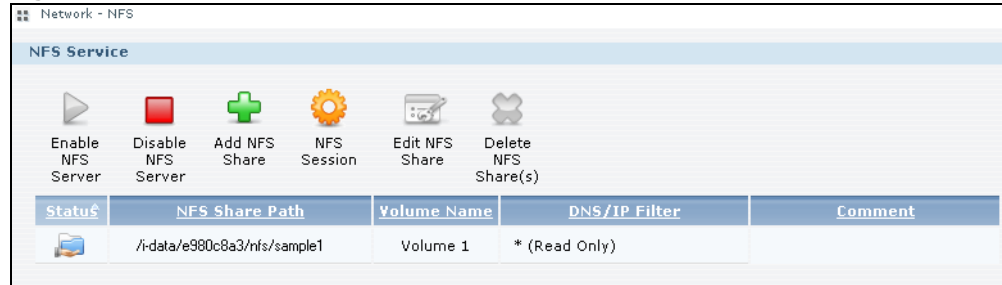 Network - NFS
NFS Service
Enable NFS Server
Disable NFS Server
Add NFS Share
NFS Session
Edit NFS Share
Delete NFS Share(s)
Status NFS Share Path Volume Name DNS/IP Filter Comment
/i-data/e980c8a3/nfs/sample1 Volume 1 * (Read Only)